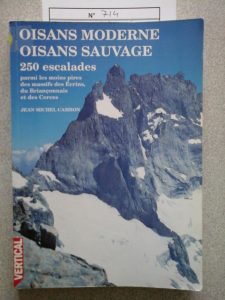 N° 714
OISANS MODERNE
OISANS SAUVAGE
250 escalades
parmi les moins pires
des massifs des Écrins,
du Briançonnais
et des Cerces
JEAN MICHEL CAMBON
VERTICAL